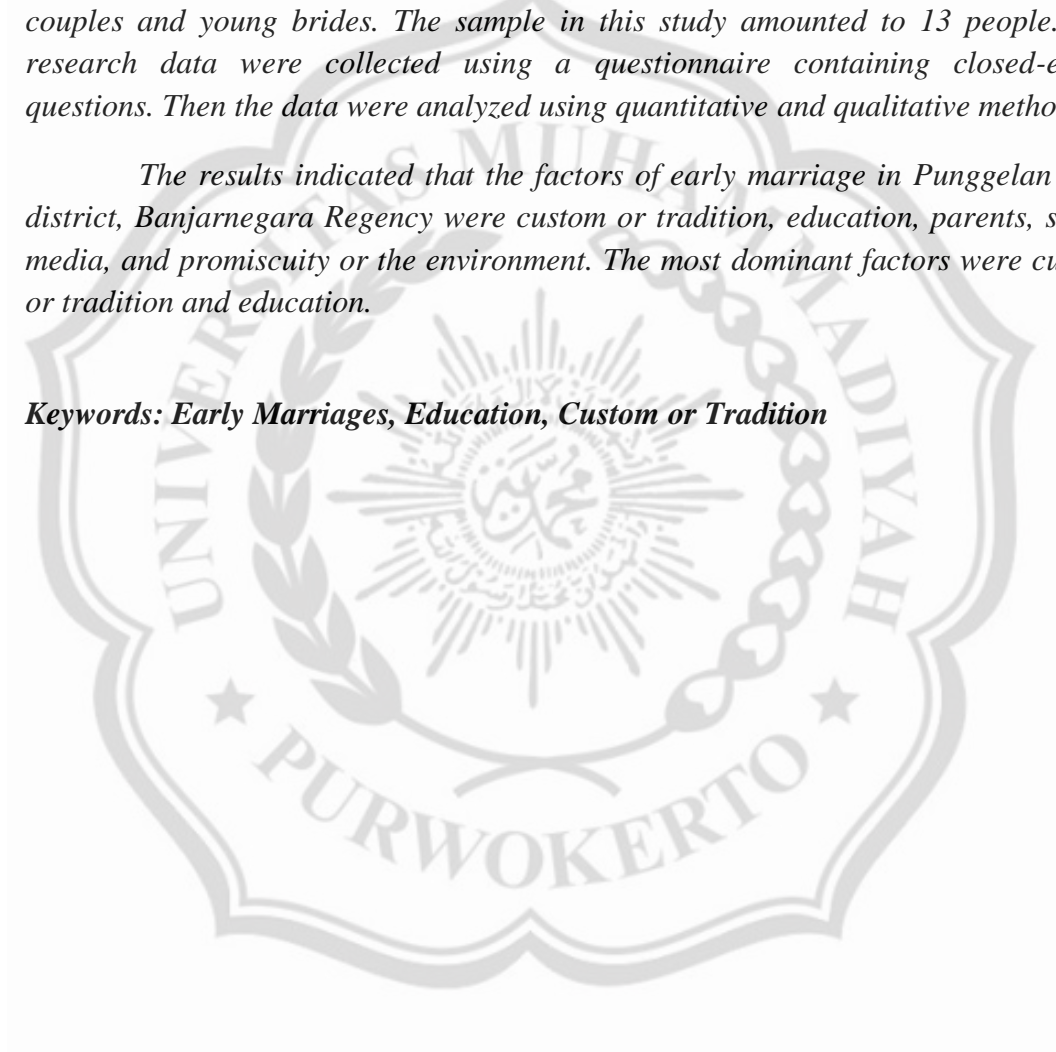 couples and young brides. The sample in this study amounted to 13 people.
research data were collected using a questionnaire containing closed-e
questions. Then the data were analyzed using quantitative and qualitative metho
The results indicated that the factors of early marriage in Punggelan
district, Banjarnegara Regency were custom or tradition, education, parents, s
media, and promiscuity or the environment. The most dominant factors were cu
or tradition and education.
Keywords: Early Marriages, Education, Custom or Tradition
UNIVERSITAS MUHAMMADIYAH
PURWOKERTO